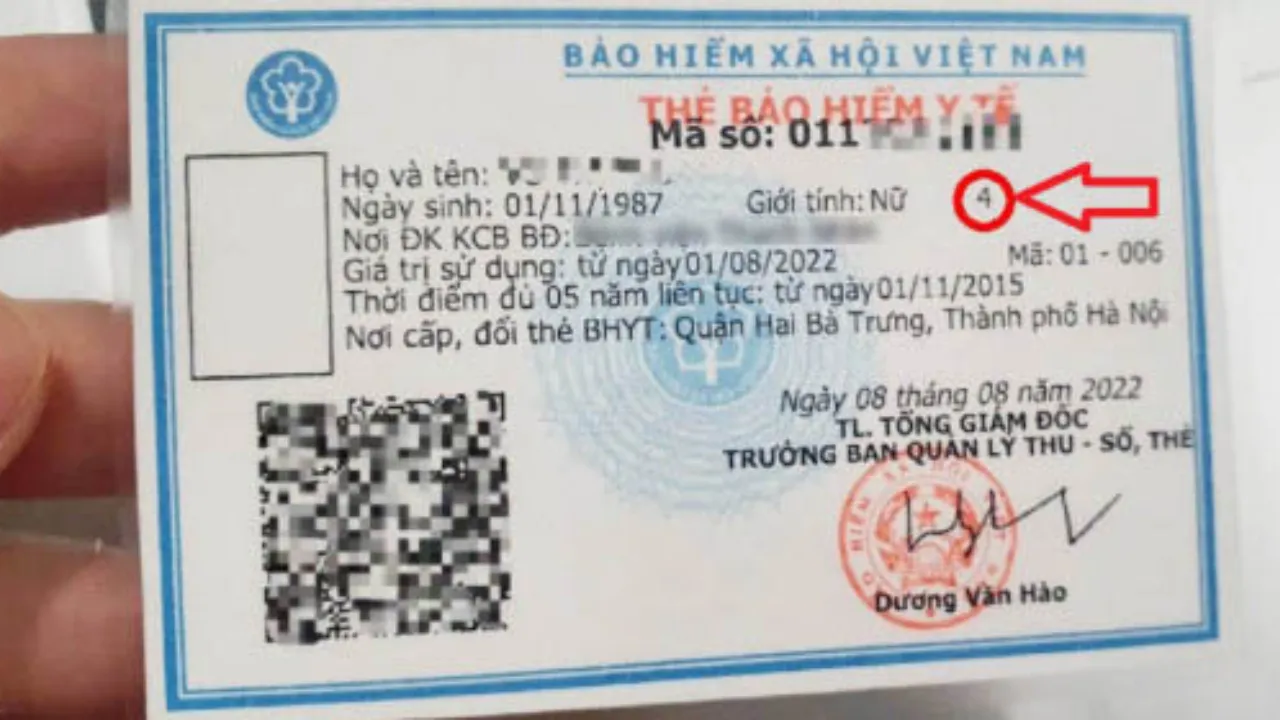 BẢO HIỂM XÃ HỘI VIỆT NAM
THẺ BẢO HIỂM Y TẾ
Mã số: 011
Họ và tên:
Ngày sinh: 01/11/1987 Giới tính: Nữ 4
Nơi ĐK KCB BĐ:
Mã: 01 - 006
Giá trị sử dụng: từ ngày 01/08/2022
Thời điểm đủ 05 năm liên tục: từ ngày 01/11/2015
Nơi cấp, đổi thẻ BHYT: Quận Hai Bà Trưng, Thành phố Hà Nội
Ngày 08 tháng 08 năm 2022
TL. TỔNG GIÁM ĐỐC
TRƯỞNG BAN QUẢN LÝ THU - SỔ, THẺ
Dương Văn Hào